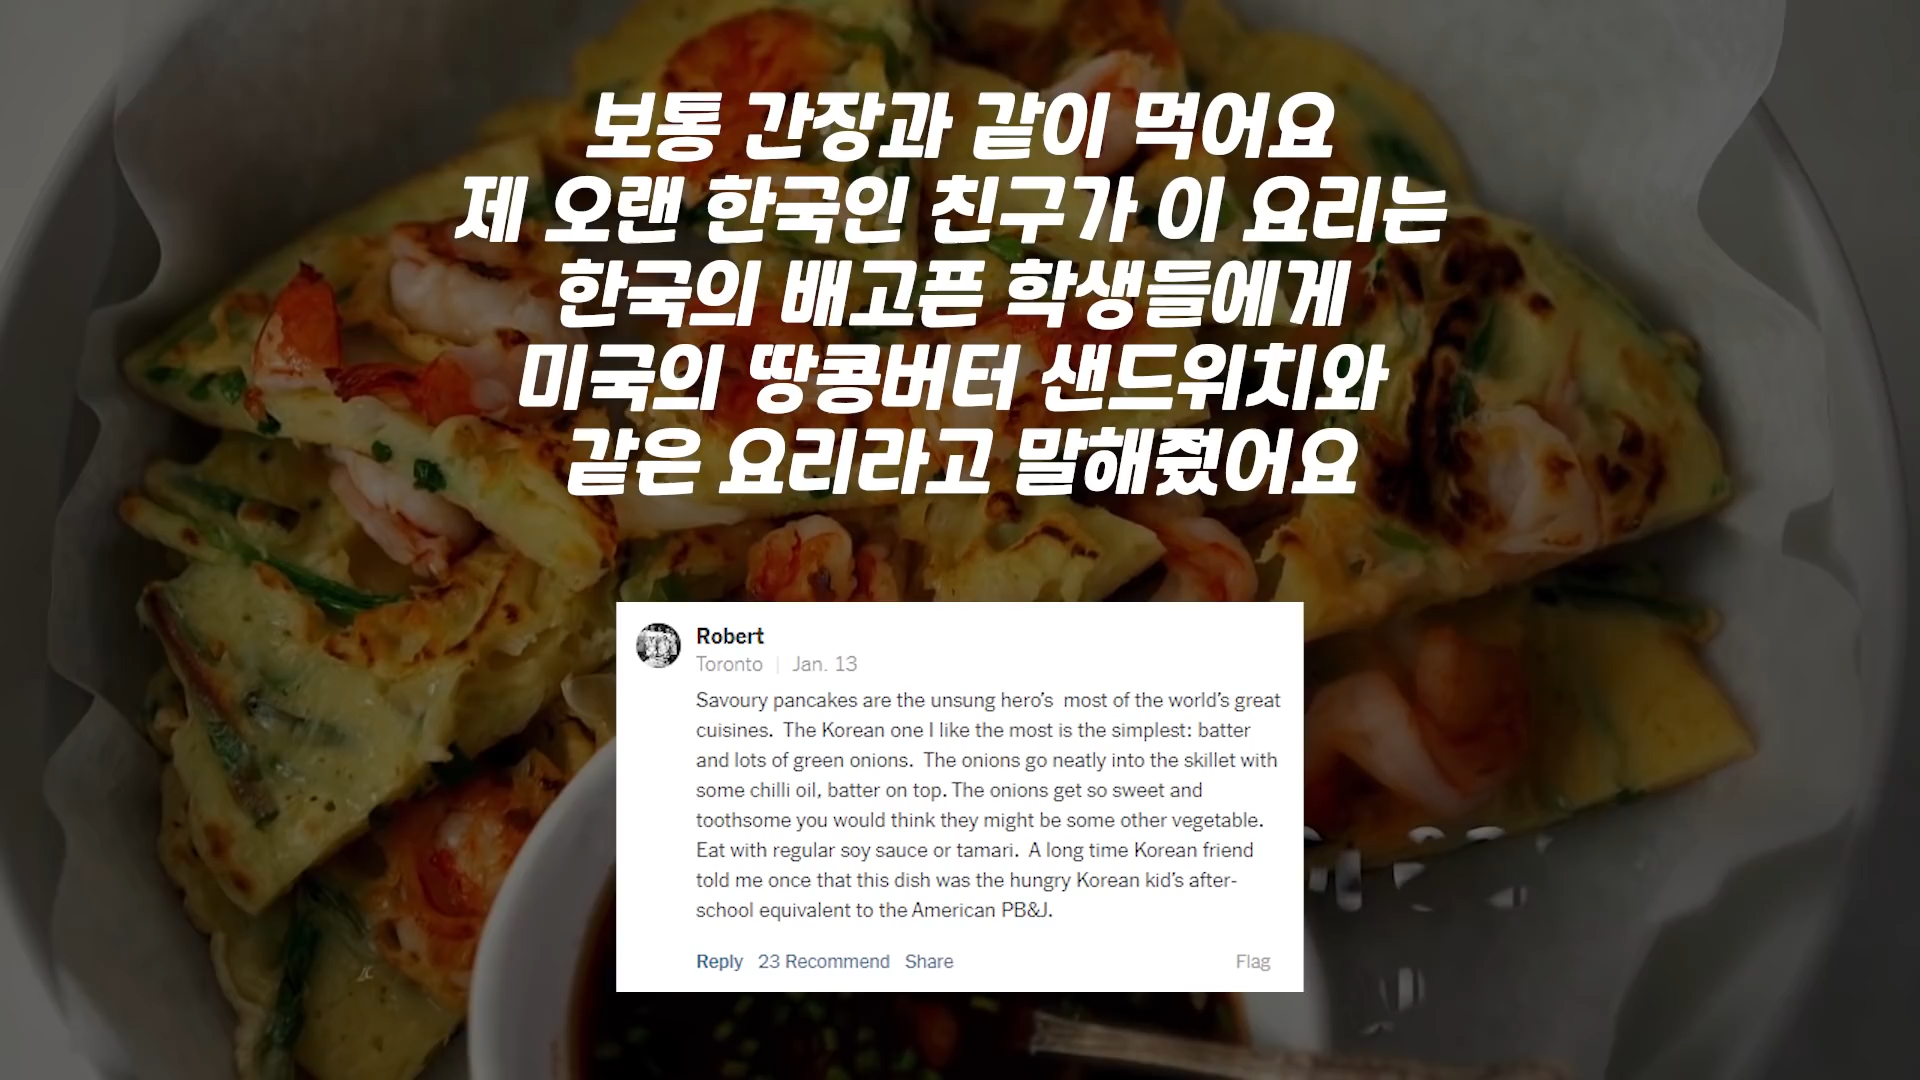 보통 간장과 같이 먹어요
제 오랜 한국인 친구가 이 요리는
한국의 배고픈 학생들에게
미국의 땅콩버터 샌드위치와
같은 요리라고 말해줬어요
Robert
Toronto | Jan. 13
Savoury pancakes are the unsung hero's  most of the world's great
cuisines.  The Korean one I like the most is the simplest: batter
and lots of green onions.  The onions go neatly into the skillet with
some chilli oil, batter on top. The onions get so sweet and
toothsome you would think they might be some other vegetable.
Eat with regular soy sauce or tamari.  A long time Korean friend
told me once that this dish was the hungry Korean kid's after-
school equivalent to the American PB&J.
Reply 23 Recommend Share Flag